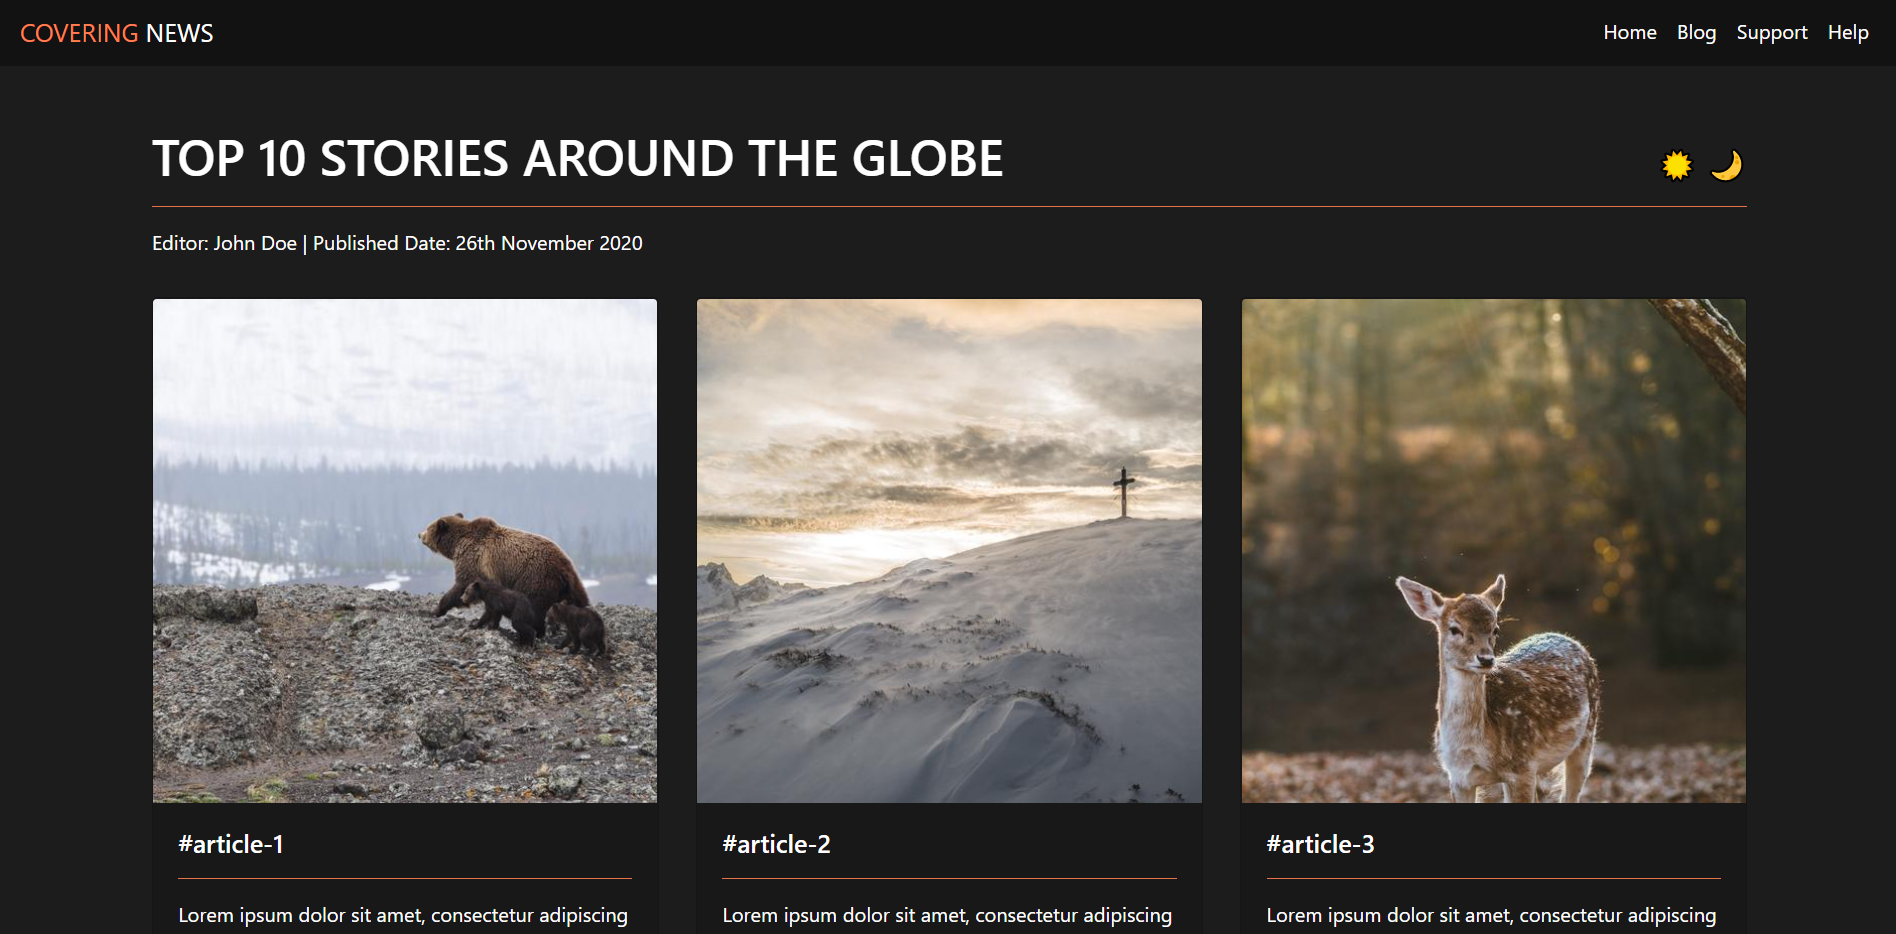 COVERING NEWS
Home Blog Support Help
TOP 10 STORIES AROUND THE GLOBE
Editor: John Doe | Published Date: 26th November 2020
#article-1
Lorem ipsum dolor sit amet, consectetur adipiscing
#article-2
Lorem ipsum dolor sit amet, consectetur adipiscing
#article-3
Lorem ipsum dolor sit amet, consectetur adipiscing